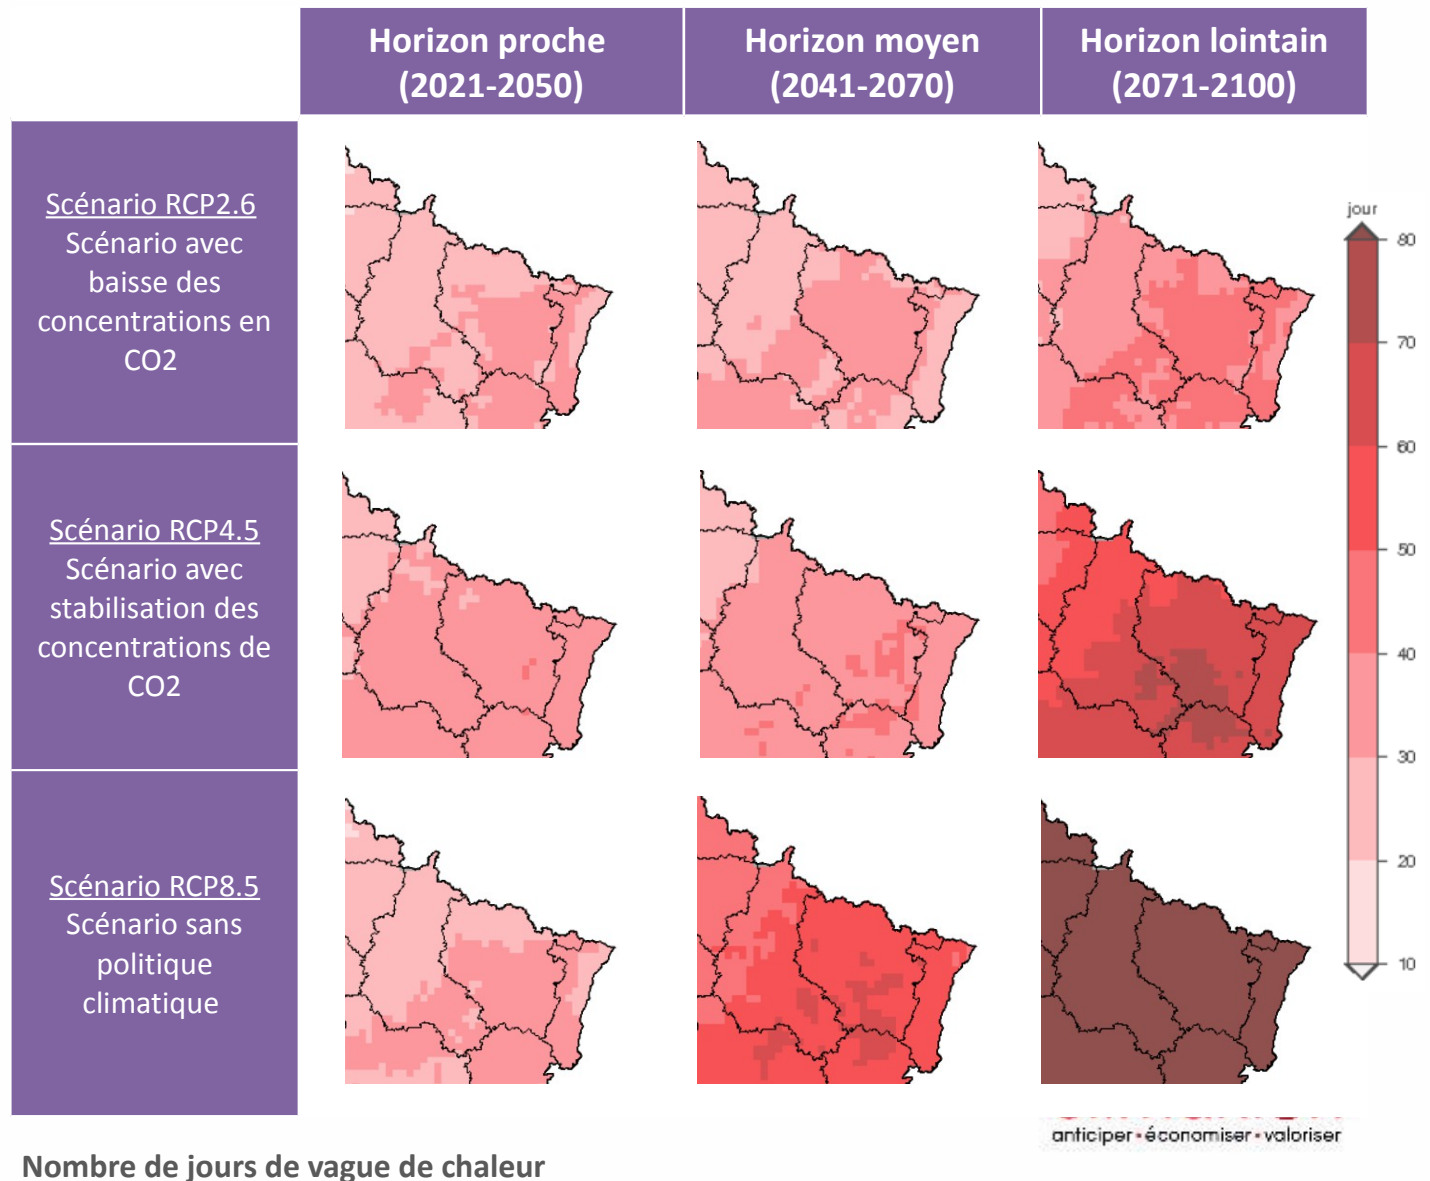 Horizon proche
(2021-2050)
Horizon moyen
(2041-2070)
Horizon lointain
(2071-2100)
Scénario RCP2.6
Scénario avec
baisse des
concentrations en
CO2
jour
80
70
60
50
40
30
20
10
Scénario RCP4.5
Scénario avec
stabilisation des
concentrations de
CO2
Scénario RCP8.5
Scénario sans
politique
climatique
anticiper • économiser • valoriser
Nombre de jours de vague de chaleur